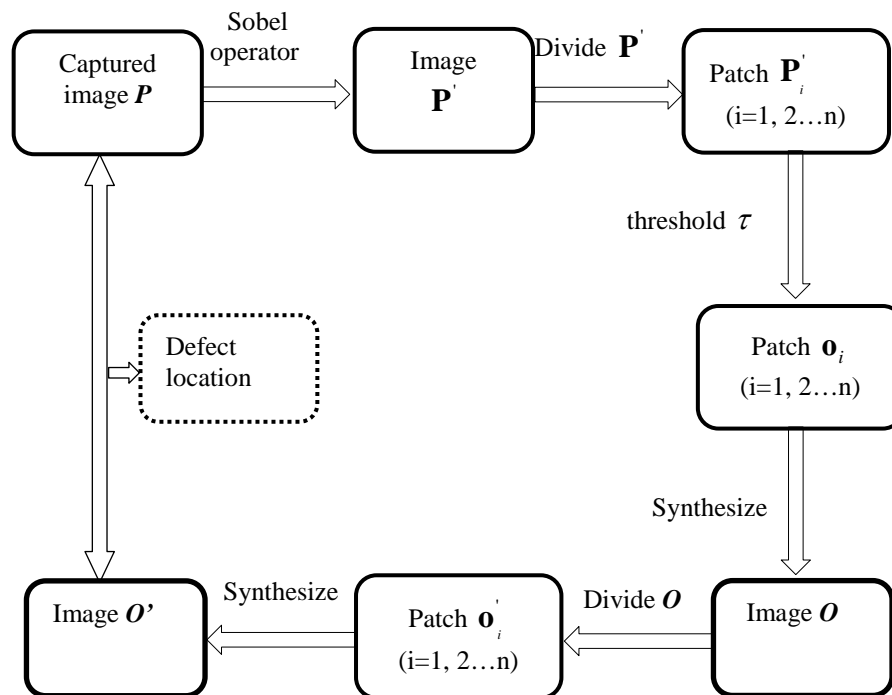 Sobel
operator
Captured
image P
Image
P'
Divide P'
Patch P'i
(i=1, 2…n)
threshold τ
Defect
location
Patch oi
(i=1, 2…n)
Synthesize
Image O'
Synthesize
Patch o'i
(i=1, 2…n)
Divide O
Image O